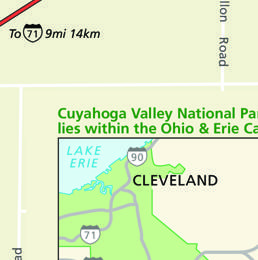 llon Road
To 71 9mi 14km
Cuyahoga Valley National Par
lies within the Ohio & Erie Ca
LAKE
ERIE
90
CLEVELAND
71